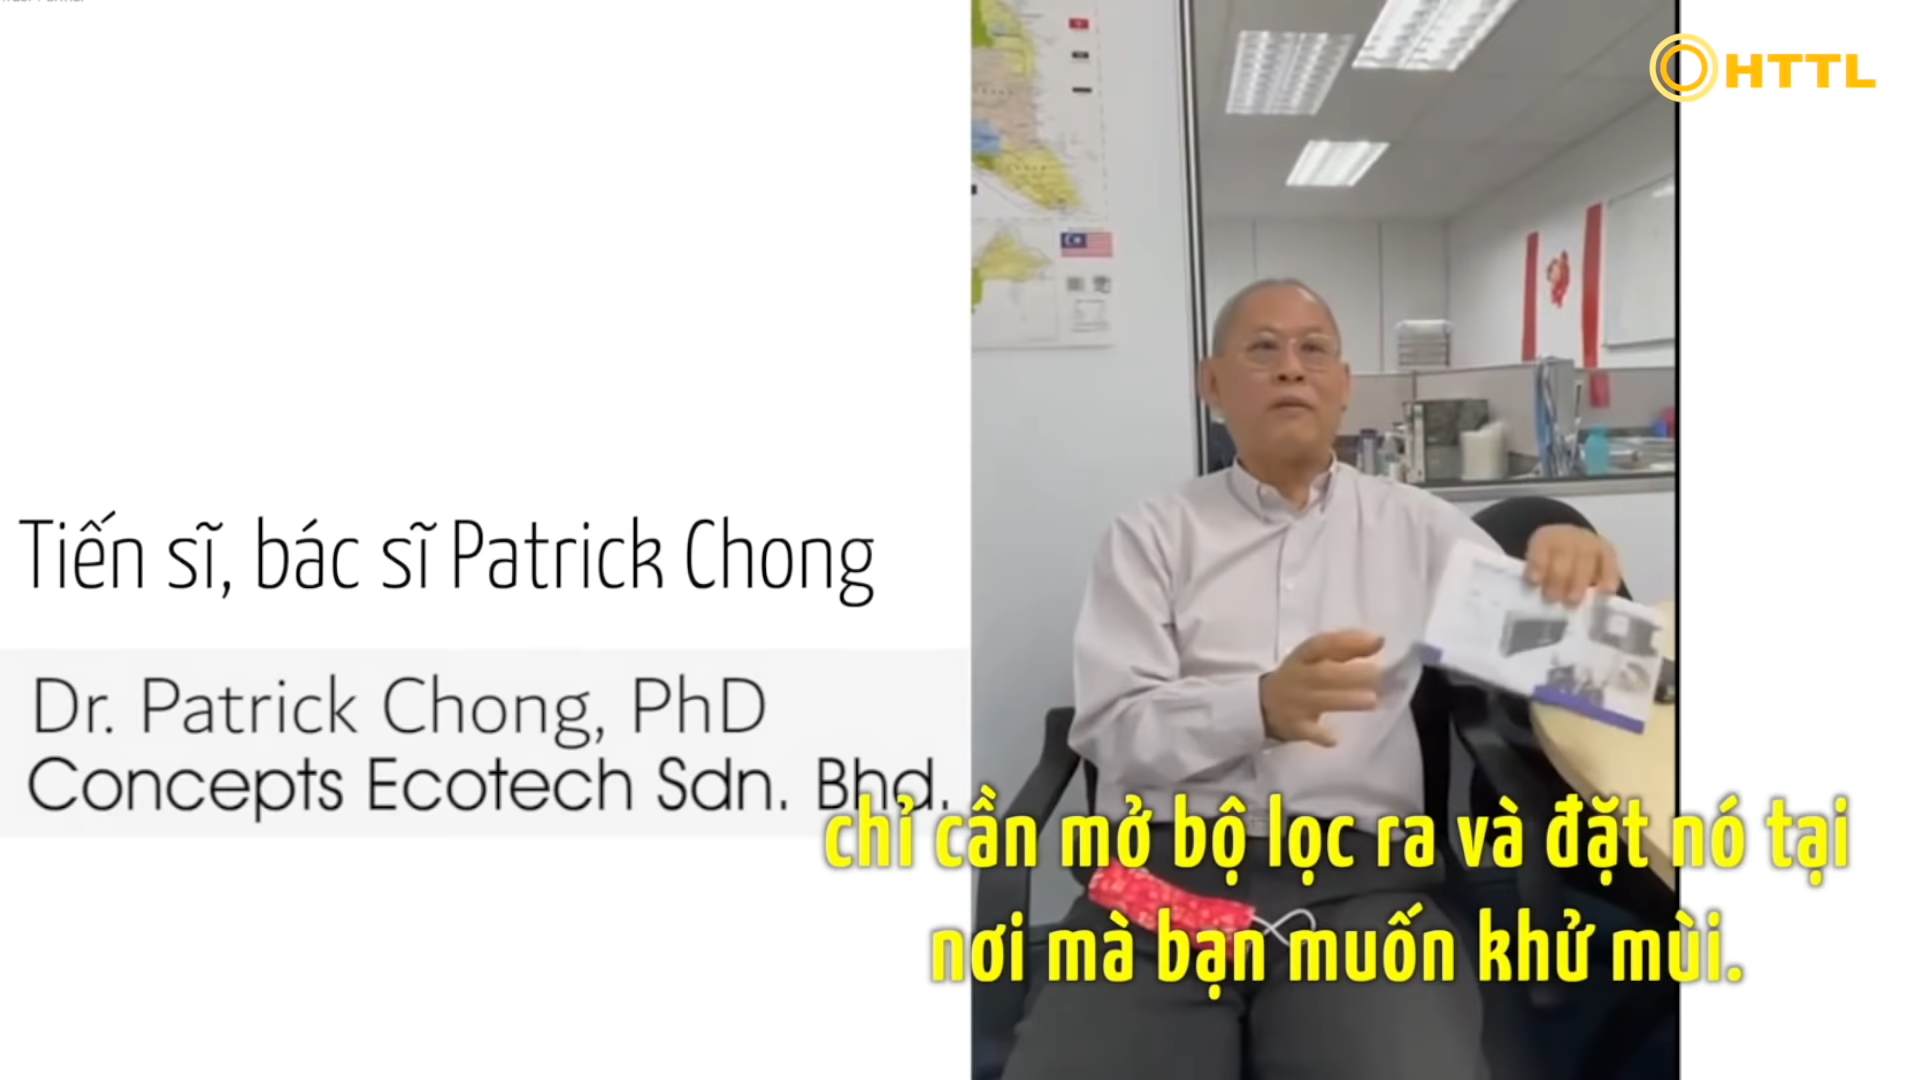 HTTL
Tiến sĩ, bác sĩ Patrick Chong
Dr. Patrick Chong, PhD
Concepts Ecotech Sdn. Bhd.
chỉ cần mở bộ lọc ra và đặt nó tại
nơi mà bạn muốn khử mùi.